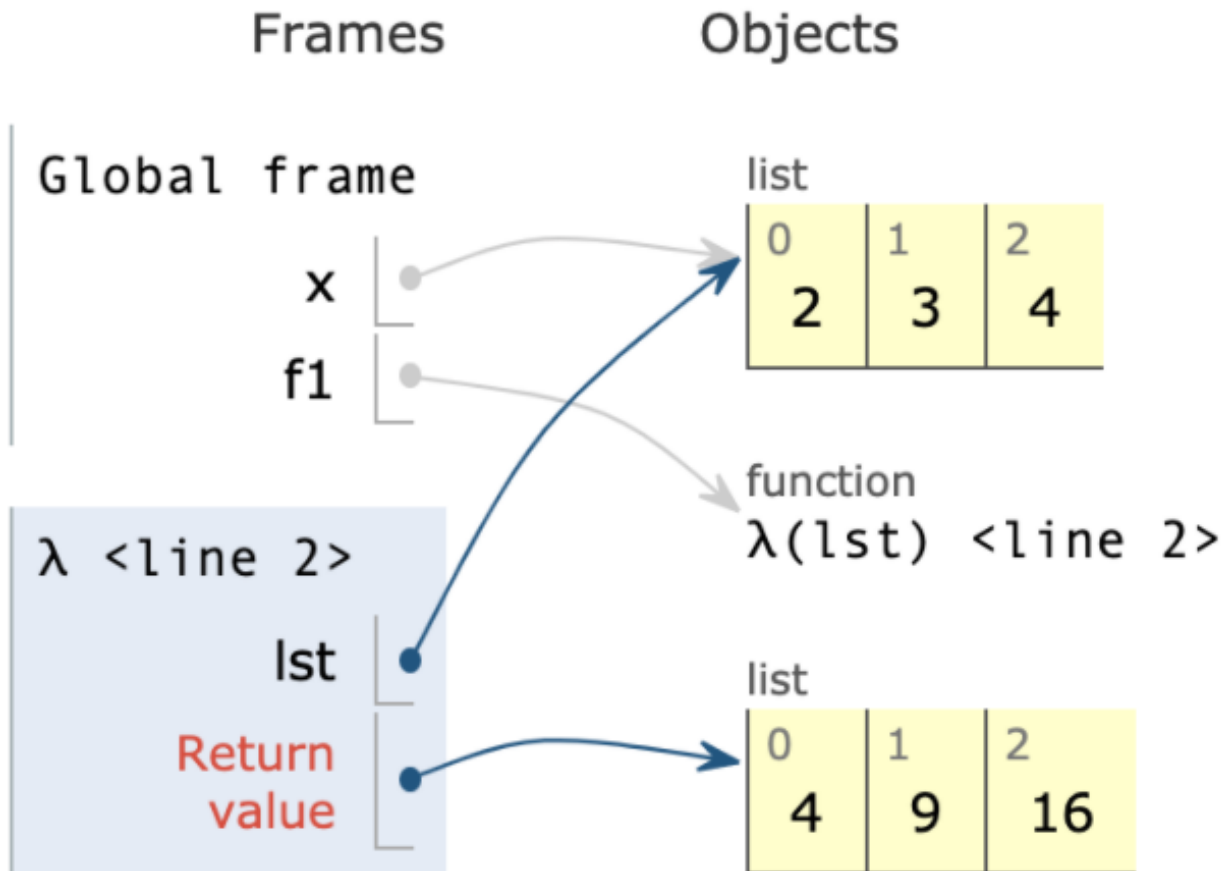 Frames Objects
Global frame
x
f1
list
0 1 2
2 3 4
function
λ(lst) <line 2>
λ <line 2>
lst
Return
value
list
0 1 2
4 9 16